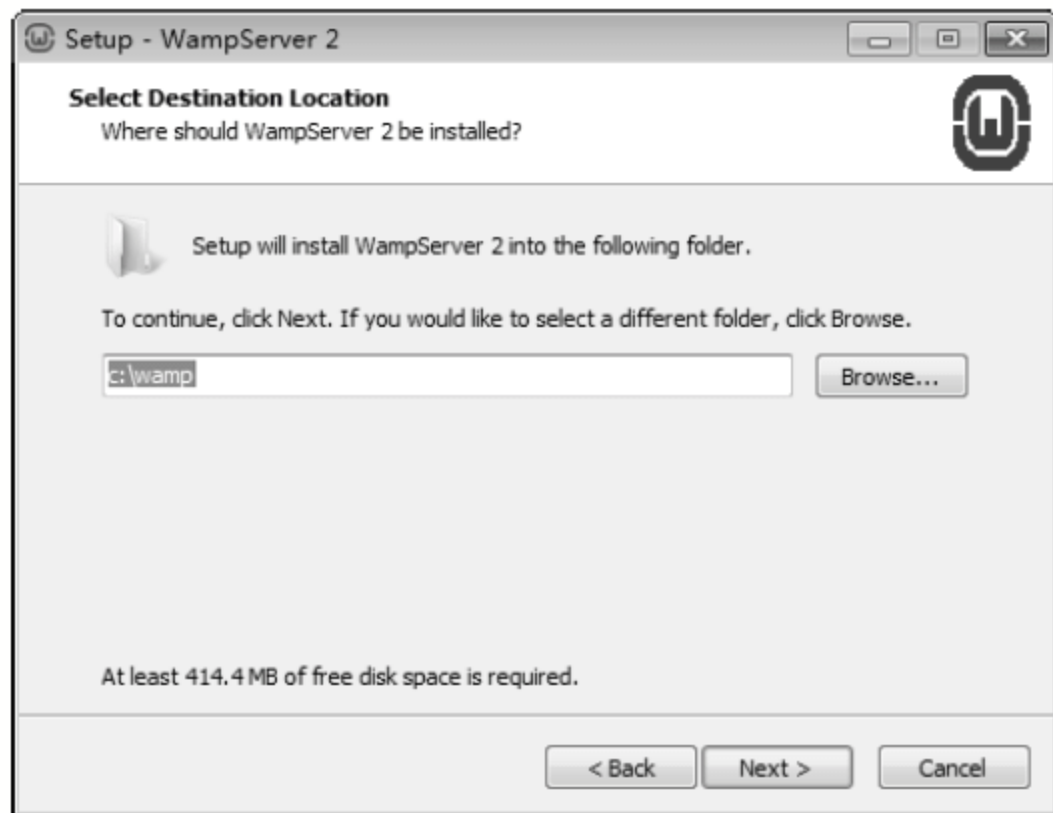 Setup - WampServer 2
Select Destination Location
Where should WampServer 2 be installed?
Setup will install WampServer 2 into the following folder.
To continue, click Next. If you would like to select a different folder, click Browse.
c:\wamp
Browse...
At least 414.4 MB of free disk space is required.
< Back
Next >
Cancel